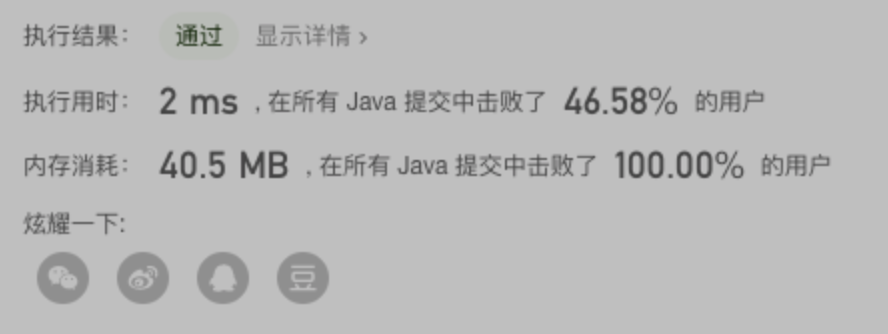 执行结果： 通过 显示详情 ›
执行用时： 2 ms ，在所有 Java 提交中击败了 46.58% 的用户
内存消耗： 40.5 MB ，在所有 Java 提交中击败了 100.00% 的用户
炫耀一下:
豆